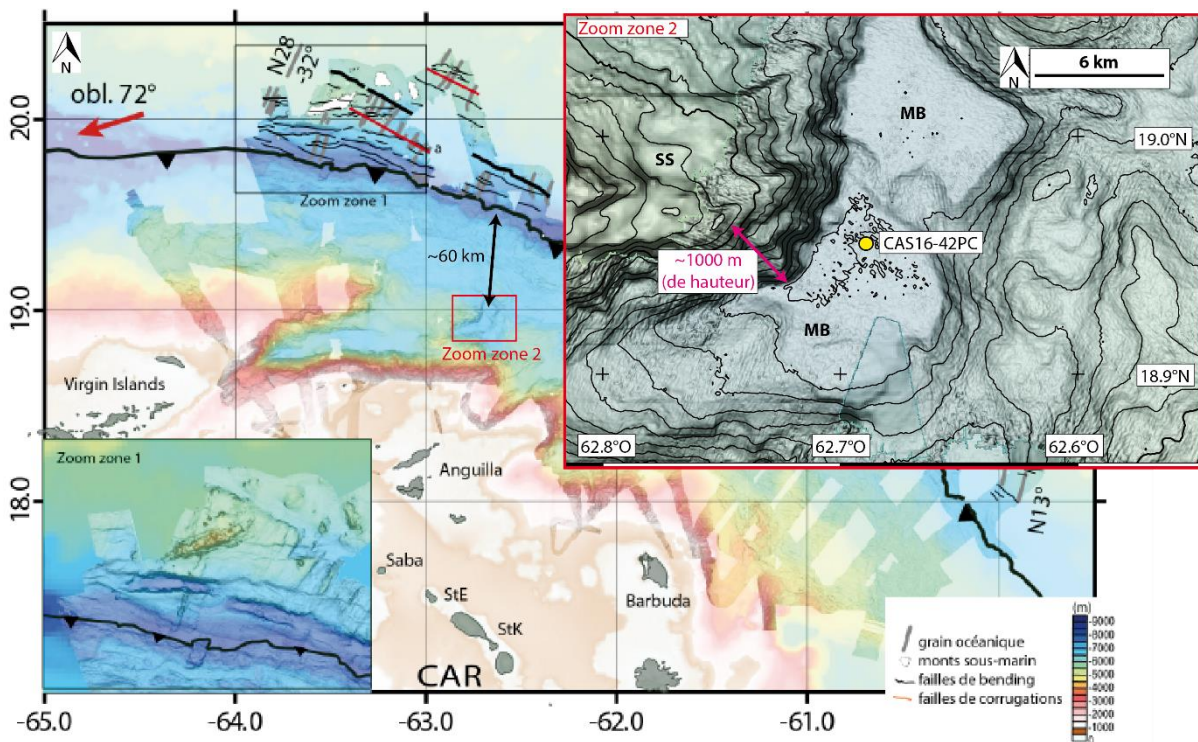 N
obl. 72°
N28
-32°
a
Zoom zone 1
~60 km
Zoom zone 2
Virgin Islands
Anguilla
Saba
StE
StK
Barbuda
CAR
N13°
20.0
19.0
18.0
-65.0
-64.0
-63.0
-62.0
-61.0
Zoom zone 1
Zoom zone 2
N
6 km
MB
SS
19.0°N
CAS16-42PC
~1000 m
(de hauteur)
MB
18.9°N
62.8°O
62.7°O
62.6°O
grain océanique
monts sous-marin
failles de bending
failles de corrugations
(m)
-9000
-8000
-7000
-6000
-5000
-4000
-3000
-2000
-1000
0